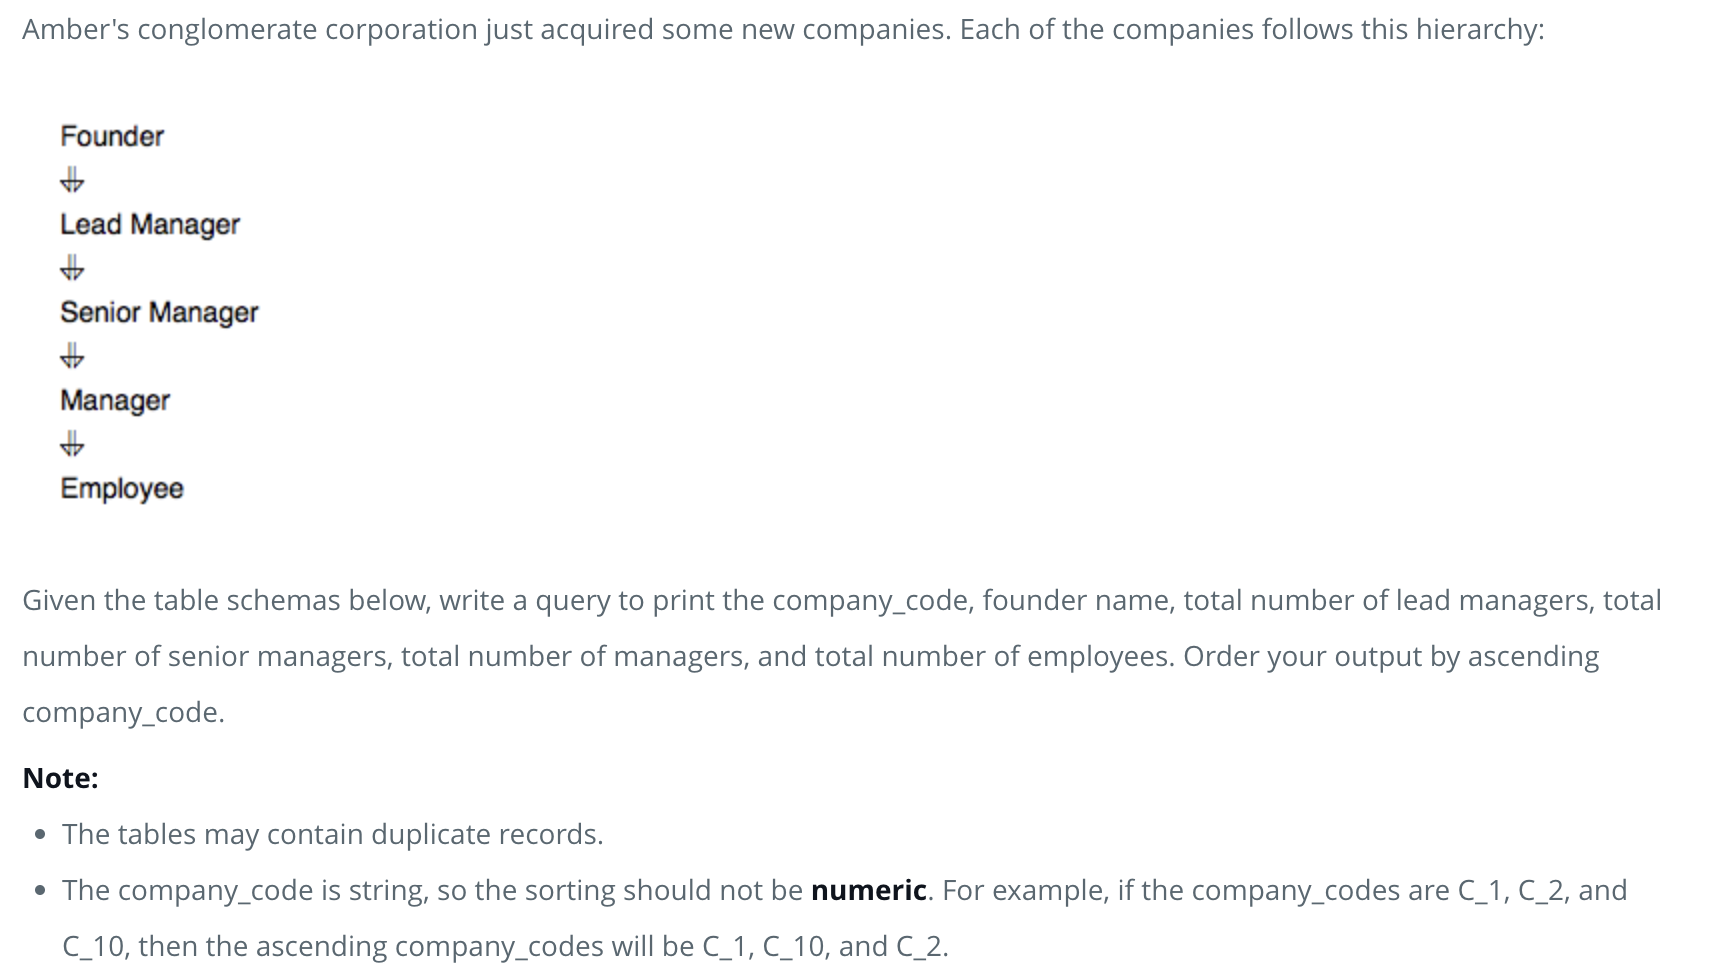 Amber's conglomerate corporation just acquired some new companies. Each of the companies follows this hierarchy:
Founder
Lead Manager
Senior Manager
Manager
Employee
Given the table schemas below, write a query to print the company_code, founder name, total number of lead managers, total
number of senior managers, total number of managers, and total number of employees. Order your output by ascending
company_code.
Note:
• The tables may contain duplicate records.
• The company_code is string, so the sorting should not be numeric. For example, if the company_codes are C_1, C_2, and
C_10, then the ascending company_codes will be C_1, C_10, and C_2.